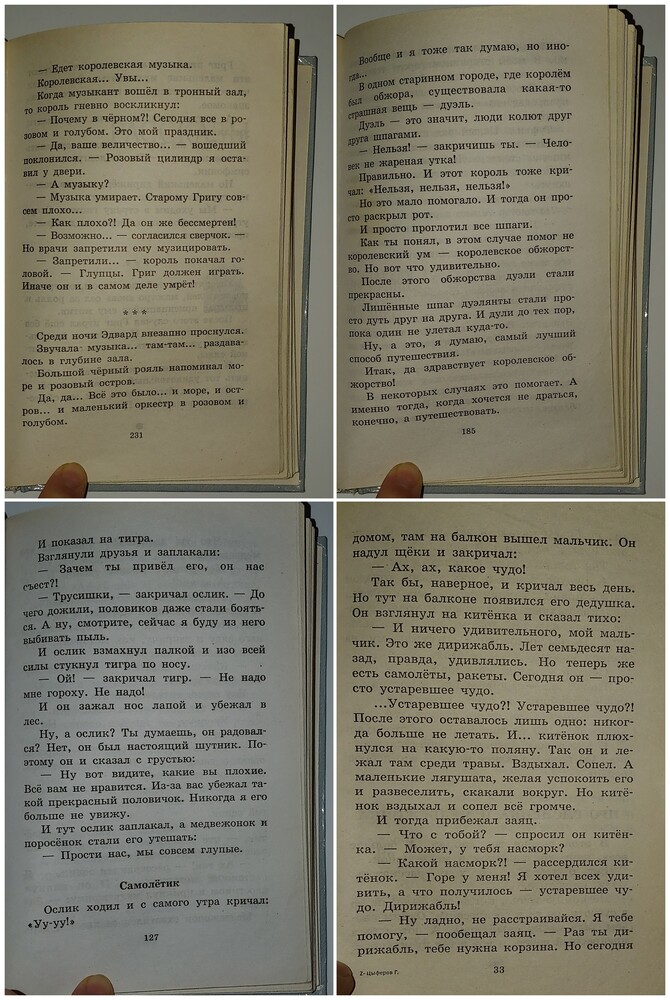 — Едет королевская музыка.
Королевская... Увы...
Когда музыкант вошёл в тронный зал,
то король гневно воскликнул:
— Почему в чёрном?! Сегодня все в ро-
зовом и голубом. Это мой праздник.
— Да, ваше величество... — вошедший
поклонился. — Розовый цилиндр я оста-
вил у двери.
— А музыку?
— Музыка умирает. Старому Григу со-
всем плохо...
— Как плохо?! Да он же бессмертен!
— Возможно... — согласился сверчок. —
Но врачи запретили ему музицировать.
— Запретили... — король покачал го-
ловой. — Глупцы. Григ должен играть.
Иначе он и в самом деле умрёт!
* * *
Среди ночи Эдвард внезапно проснулся.
Звучала музыка... там-там... раздава-
лось в глубине зала.
Большой чёрный рояль напоминал мо-
ре и розовый остров.
Да, да... Всё это было... и море, и ост-
ров... и маленький оркестр в розовом и
голубом.
231
Вообще и я тоже так думаю, но ино-
гда...
В одном старинном городе, где королём
был обжора, существовала какая-то
страшная вещь — дуэль.
Дуэль — это значит, люди колют друг
друга шпагами.
— Нельзя! — закричишь ты. — Чело-
век не жареная утка!
Правильно. И этот король тоже кри-
чал: «Нельзя, нельзя, нельзя!»
Но это мало помогало. И тогда он про-
сто раскрыл рот.
И просто проглотил все шпаги.
Как ты понял, в этом случае помог не
королевский ум — королевское обжорст-
во. Но вот что удивительно.
После этого обжорства дуэли стали
прекрасны.
Лишённые шпаг дуэлянты стали про-
сто дуть друг на друга. И дули до тех пор,
пока один не улетал куда-то.
Ну, а это, я думаю, самый лучший
способ путешествия.
Итак, да здравствует королевское об-
жорство!
В некоторых случаях это помогает. А
именно тогда, когда хочется не драться,
конечно, а путешествовать.
185
И показал на тигра.
Взглянули друзья и заплакали:
— Зачем ты привёл его, он нас
съест?!
— Трусишки, — закричал ослик. — До
чего дожили, половиков даже стали боять-
ся. А ну, смотрите, сейчас я буду из него
выбивать пыль.
И ослик взмахнул палкой и изо всей
силы стукнул тигра по носу.
— Ой! — закричал тигр. — Не надо
мне гороху. Не надо!
И он зажал нос лапой и убежал в
лес.
Ну, а ослик? Ты думаешь, он радовал-
ся? Нет, он был настоящий шутник. По-
этому он и сказал с грустью:
— Ну вот видите, какие вы плохие.
Всё вам не нравится. Из-за вас убежал та-
кой прекрасный половичок. Никогда я его
больше не увижу.
И тут ослик заплакал, а медвежонок и
поросёнок стали его утешать:
— Прости нас, мы совсем глупые.
Самолётик
Ослик ходил и с самого утра кричал:
«Уу-уу!»
127
домом, там на балкон вышел мальчик. Он
надул щёки и закричал:
— Ах, ах, какое чудо!
Так бы, наверное, и кричал весь день.
Но тут на балконе появился его дедушка.
Он взглянул на китёнка и сказал тихо:
— И ничего удивительного, мой маль-
чик. Это же дирижабль. Лет семьдесят на-
зад, правда, удивлялись. Но теперь же
есть самолёты, ракеты. Сегодня он — про-
сто устаревшее чудо.
...Устаревшее чудо?! Устаревшее чудо?!
После этого оставалось лишь одно: никог-
да больше не летать. И... китёнок плюх-
нулся на какую-то поляну. Так он и ле-
жал там среди травы. Вздыхал. Сопел. А
маленькие лягушата, желая успокоить его
и развеселить, скакали вокруг. Но китё-
нок вздыхал и сопел всё громче.
И тогда прибежал заяц.
— Что с тобой? — спросил он китён-
ка. — Может, у тебя насморк?
— Какой насморк?! — рассердился ки-
тёнок. — Горе у меня! Я хотел всех уди-
вить, а что получилось — устаревшее чу-
до. Дирижабль!
— Ну ладно, не расстраивайся. Я тебе
помогу, — пообещал заяц. — Раз ты ди-
рижабль, тебе нужна корзина. Но сегодня
2- Цыферов Г.
33